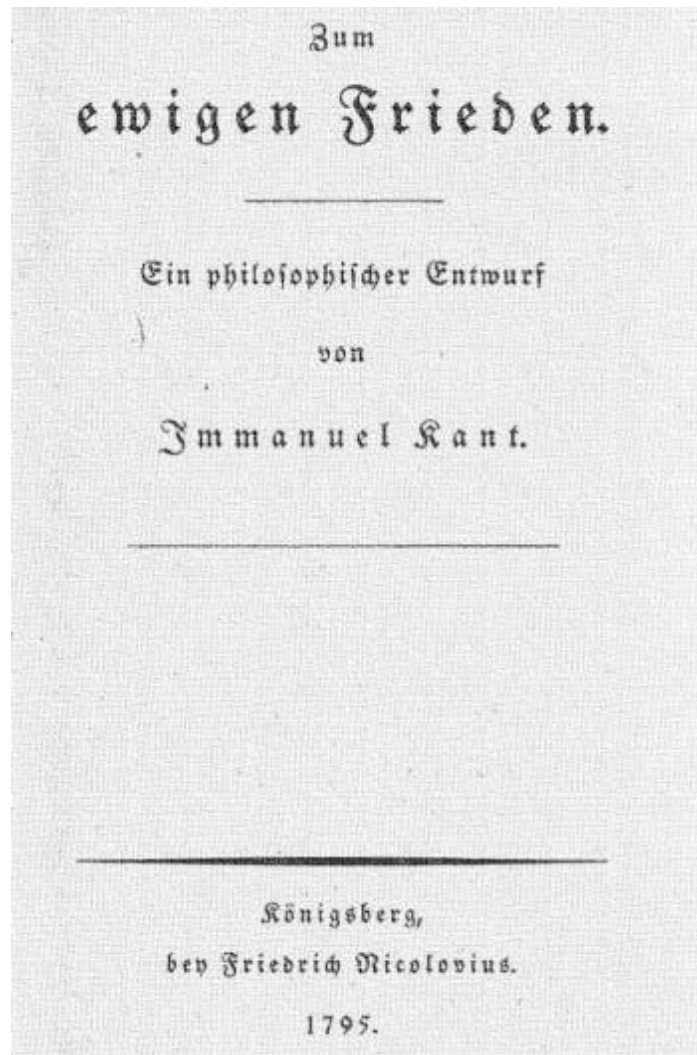 Zum
ewigen Frieden.
Ein philoſophiſcher Entwurf
von
Immanuel Kant.
Königsberg,
bey Friedrich Nicolovius.
1795.